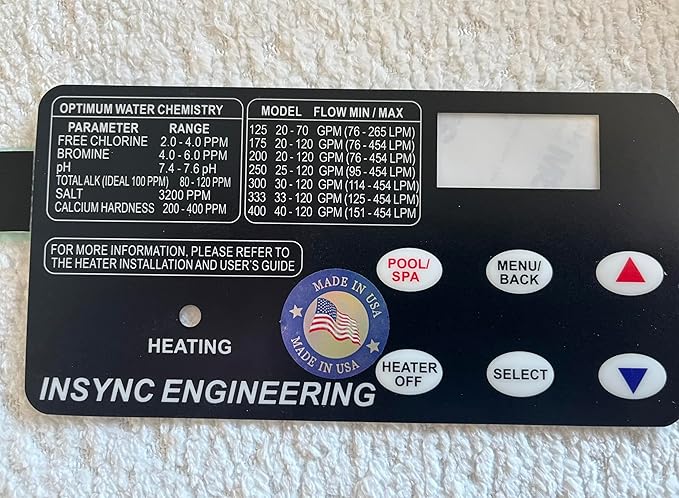 OPTIMUM WATER CHEMISTRY
PARAMETER RANGE
FREE CHLORINE 2.0 - 4.0 PPM
BROMINE 4.0 - 6.0 PPM
pH 7.4 - 7.6 pH
TOTAL ALK (IDEAL 100 PPM) 80 - 120 PPM
SALT 3200 PPM
CALCIUM HARDNESS 200 - 400 PPM
MODEL FLOW MIN / MAX
125 20 - 70 GPM (76 - 265 LPM)
175 20 - 120 GPM (76 - 454 LPM)
200 20 - 120 GPM (76 - 454 LPM)
250 25 - 120 GPM (95 - 454 LPM)
300 30 - 120 GPM (114 - 454 LPM)
333 33 - 120 GPM (125 - 454 LPM)
400 40 - 120 GPM (151 - 454 LPM)
FOR MORE INFORMATION, PLEASE REFER TO
THE HEATER INSTALLATION AND USER'S GUIDE
POOL/
SPA
MENU/
BACK
MADE IN USA
MADE IN USA
HEATING
HEATER
OFF
SELECT
INSYNC ENGINEERING